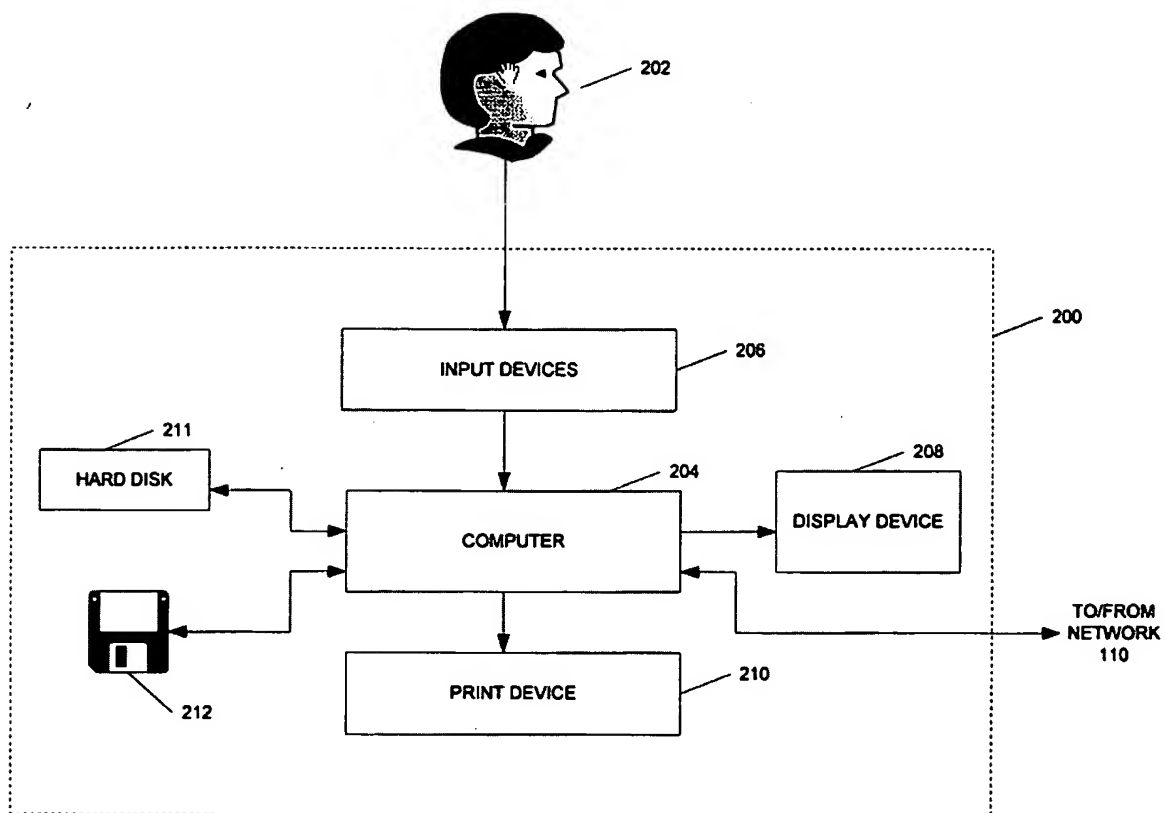 202
200
INPUT DEVICES
206
211
HARD DISK
204
COMPUTER
208
DISPLAY DEVICE
TO/FROM
NETWORK
110
212
PRINT DEVICE
210